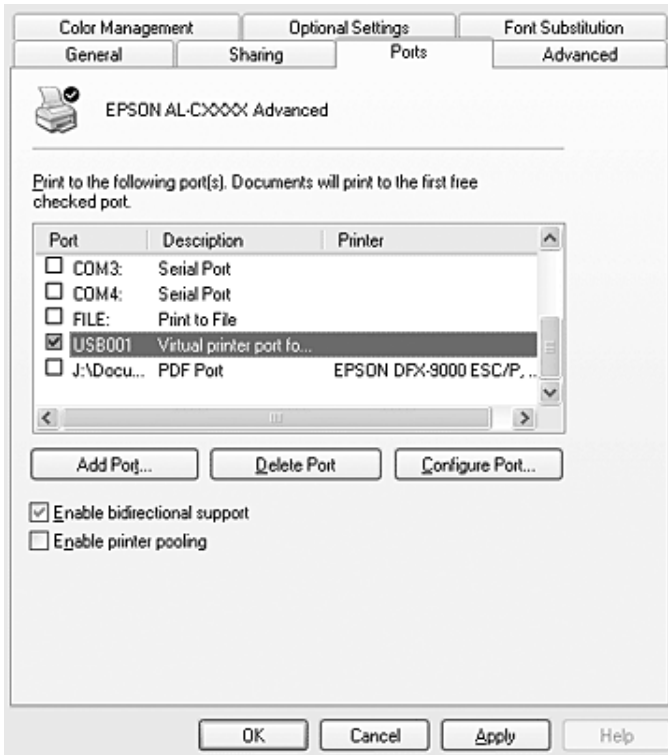 Color Management Optional Settings Font Substitution
General Sharing Ports Advanced
EPSON AL-CXXXX Advanced
Print to the following port(s). Documents will print to the first free
checked port.
Port Description Printer
COM3: Serial Port
COM4: Serial Port
FILE: Print to File
USB001 Virtual printer port fo...
J:\Docu... PDF Port EPSON DFX-9000 ESC/P, ..
Add Port... Delete Port Configure Port...
Enable bidirectional support
Enable printer pooling
OK Cancel Apply Help